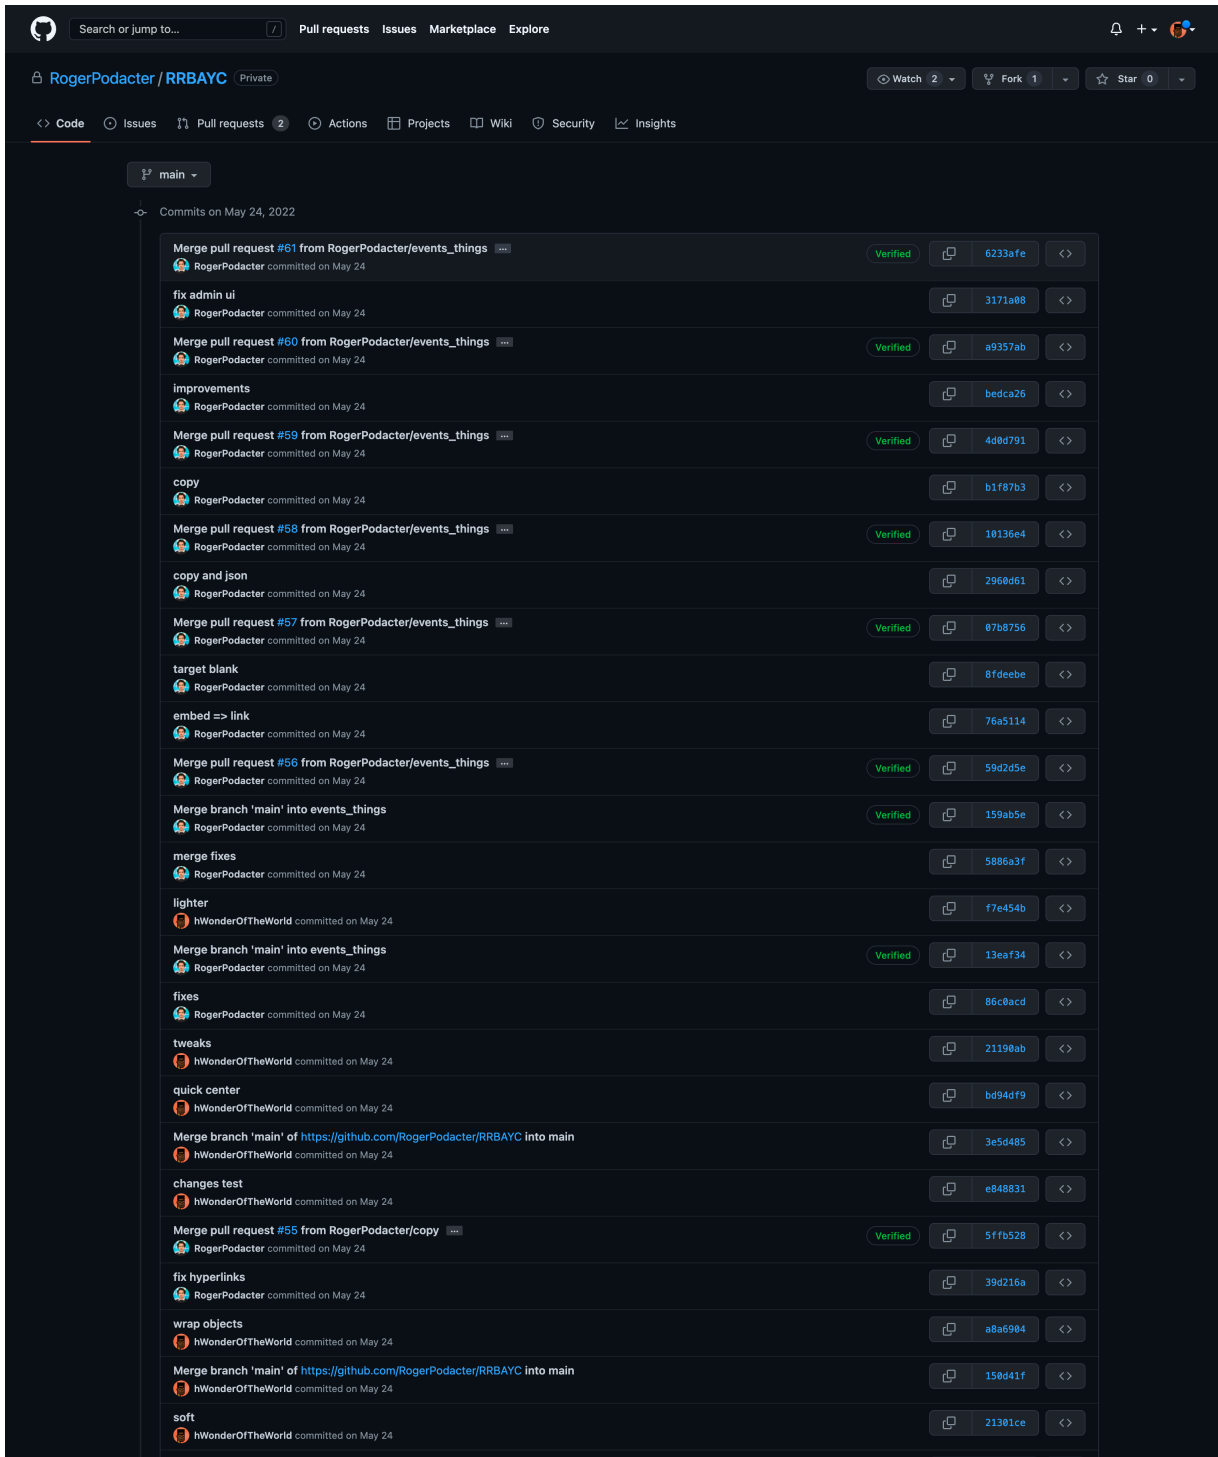 Search or jump to... /
Pull requests Issues Marketplace Explore
RogerPodacter / RRBAYC Private
Watch 2 Fork 1 Star 0
Code Issues Pull requests 2 Actions Projects Wiki Security Insights
main
Commits on May 24, 2022
Merge pull request #61 from RogerPodacter/events_things ...
RogerPodacter committed on May 24
Verified 6233afe
fix admin ui
RogerPodacter committed on May 24
3171a08
Merge pull request #60 from RogerPodacter/events_things ...
RogerPodacter committed on May 24
Verified a9357ab
improvements
RogerPodacter committed on May 24
bedca26
Merge pull request #59 from RogerPodacter/events_things ...
RogerPodacter committed on May 24
Verified 4d0d791
copy
RogerPodacter committed on May 24
b1f87b3
Merge pull request #58 from RogerPodacter/events_things ...
RogerPodacter committed on May 24
Verified 10136e4
copy and json
RogerPodacter committed on May 24
2960d61
Merge pull request #57 from RogerPodacter/events_things ...
RogerPodacter committed on May 24
Verified 07b8756
target blank
RogerPodacter committed on May 24
8fdeebe
embed => link
RogerPodacter committed on May 24
76a5114
Merge pull request #56 from RogerPodacter/events_things ...
RogerPodacter committed on May 24
Verified 59d2d5e
Merge branch 'main' into events_things
RogerPodacter committed on May 24
Verified 159ab5e
merge fixes
RogerPodacter committed on May 24
5886a3f
lighter
hWonderOfTheWorld committed on May 24
f7e454b
Merge branch 'main' into events_things
RogerPodacter committed on May 24
Verified 13eaf34
fixes
RogerPodacter committed on May 24
86c0acd
tweaks
hWonderOfTheWorld committed on May 24
21190ab
quick center
hWonderOfTheWorld committed on May 24
bd94df9
Merge branch 'main' of https://github.com/RogerPodacter/RRBAYC into main
hWonderOfTheWorld committed on May 24
3e5d485
changes test
hWonderOfTheWorld committed on May 24
e848831
Merge pull request #55 from RogerPodacter/copy ...
RogerPodacter committed on May 24
Verified 5ffb528
fix hyperlinks
RogerPodacter committed on May 24
39d216a
wrap objects
hWonderOfTheWorld committed on May 24
a8a6904
Merge branch 'main' of https://github.com/RogerPodacter/RRBAYC into main
hWonderOfTheWorld committed on May 24
150d41f
soft
hWonderOfTheWorld committed on May 24
21301ce